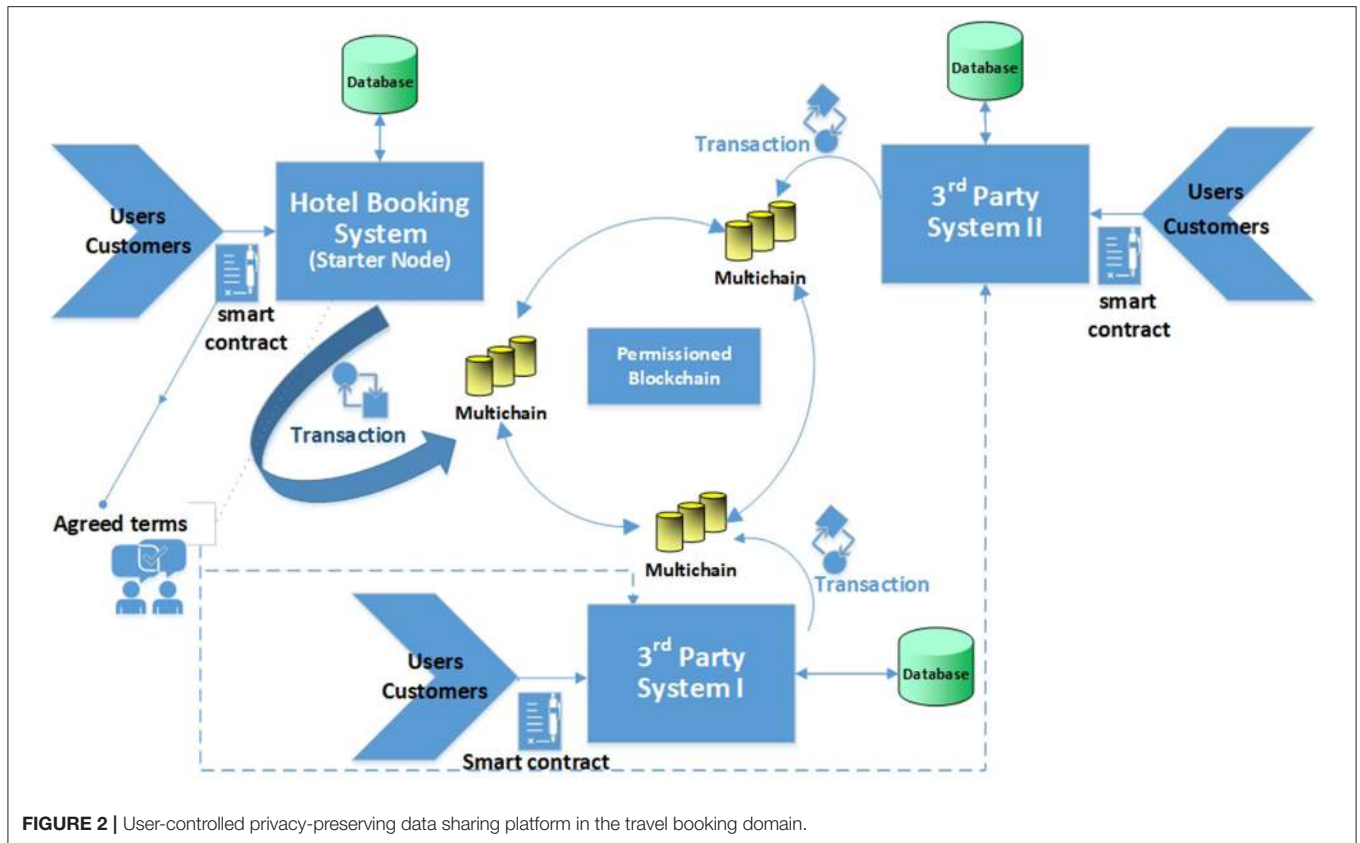 Database
Users
Customers
Hotel Booking
System
(Starter Node)
smart
contract
Transaction
Agreed terms
Multichain
Permissioned
Blockchain
Multichain
Transaction
Database
3rd Party
System II
Users
Customers
smart
contract
Multichain
Transaction
Users
Customers
Smart contract
3rd Party
System I
Database
FIGURE 2 | User-controlled privacy-preserving data sharing platform in the travel booking domain.